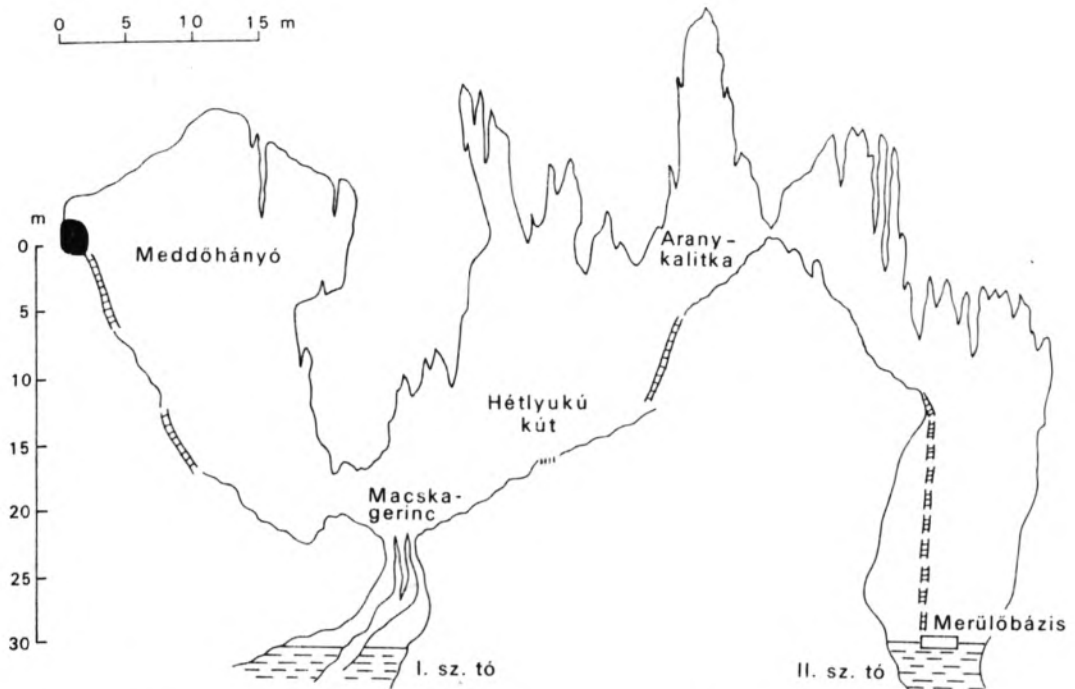 0 5 10 15 m
m
0
5
10
15
20
25
30
Meddőhányó
Arany-
kalitka
Hétlyukú
kút
Macska-
gerinc
I. sz. tó
II. sz. tó
Merülőbázis